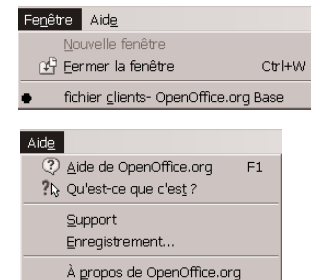 Fenêtre Aide
Nouvelle fenêtre
Fermer la fenêtre Ctrl+W
fichier clients- OpenOffice.org Base
Aide
Aide de OpenOffice.org F1
Qu'est-ce que c'est ?
Support
Enregistrement...
À propos de OpenOffice.org